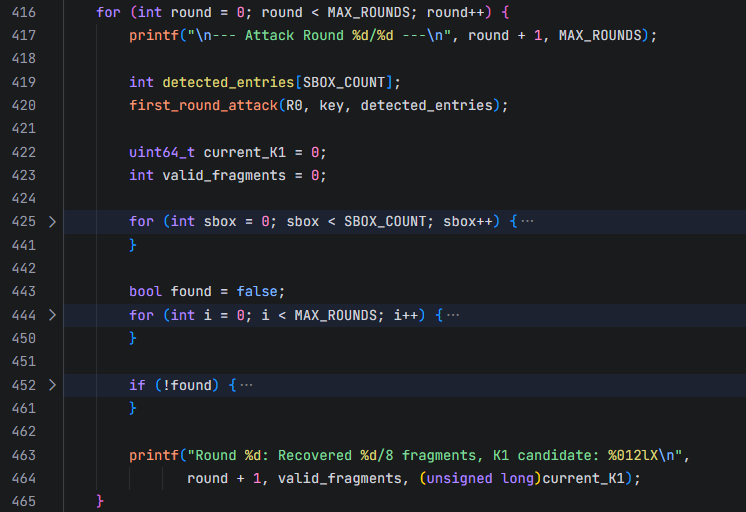 416 for (int round = 0; round < MAX_ROUNDS; round++) {
417 printf("\n--- Attack Round %d/%d ---\n", round + 1, MAX_ROUNDS);
418
419 int detected_entries[SBOX_COUNT];
420 first_round_attack(R0, key, detected_entries);
421
422 uint64_t current_K1 = 0;
423 int valid_fragments = 0;
424
425 for (int sbox = 0; sbox < SBOX_COUNT; sbox++) {···
441 }
442
443 bool found = false;
444 for (int i = 0; i < MAX_ROUNDS; i++) {···
450 }
451
452 if (!found) {···
461 }
462
463 printf("Round %d: Recovered %d/8 fragments, K1 candidate: %012lX\n",
464 round + 1, valid_fragments, (unsigned long)current_K1);
465 }